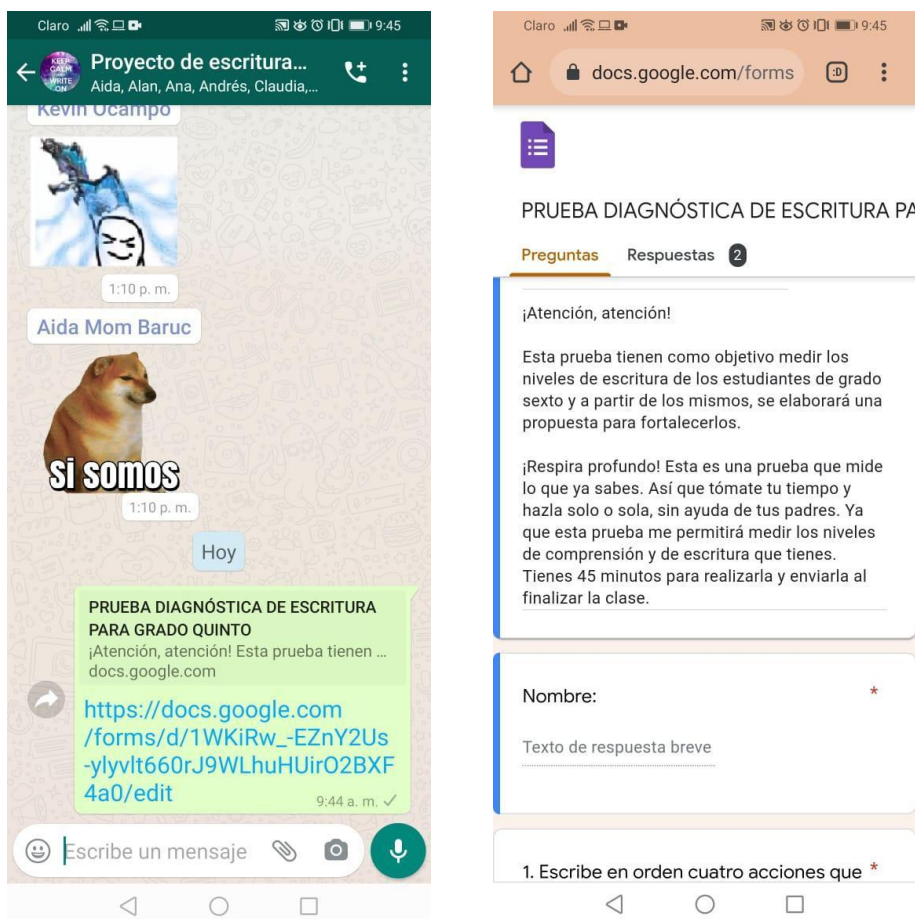 Claro 9:45
KEEP CALM AND WRITE ON
Proyecto de escritura...
Aida, Alan, Ana, Andrés, Claudia,...
Kevin Ocampo
1:10 p. m.
Aida Mom Baruc
si somos
1:10 p. m.
Hoy
PRUEBA DIAGNÓSTICA DE ESCRITURA
PARA GRADO QUINTO
¡Atención, atención! Esta prueba tienen ...
docs.google.com
https://docs.google.com
/forms/d/1WKiRw_-EZnY2Us
-ylyvlt660rJ9WLhuHUirO2BXF
4a0/edit
9:44 a. m.
Escribe un mensaje
Claro 9:45
docs.google.com/forms :D
PRUEBA DIAGNÓSTICA DE ESCRITURA PA
Preguntas Respuestas 2
¡Atención, atención!
Esta prueba tienen como objetivo medir los
niveles de escritura de los estudiantes de grado
sexto y a partir de los mismos, se elaborará una
propuesta para fortalecerlos.
¡Respira profundo! Esta es una prueba que mide
lo que ya sabes. Así que tómate tu tiempo y
hazla solo o sola, sin ayuda de tus padres. Ya
que esta prueba me permitirá medir los niveles
de comprensión y de escritura que tienes.
Tienes 45 minutos para realizarla y enviarla al
finalizar la clase.
Nombre: *
Texto de respuesta breve
1. Escribe en orden cuatro acciones que *